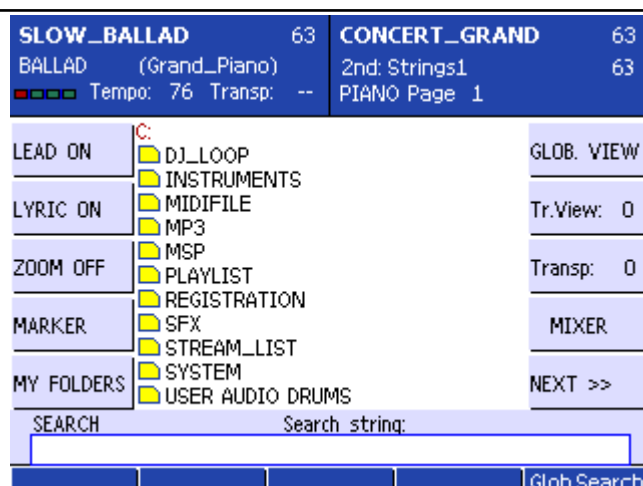 SLOW_BALLAD 63
BALLAD (Grand_Piano)
Tempo: 76 Transp: --
CONCERT_GRAND 63
2nd: Strings1 63
PIANO Page 1
LEAD ON
LYRIC ON
ZOOM OFF
MARKER
MY FOLDERS
C:
DJ_LOOP
INSTRUMENTS
MIDIFILE
MP3
MSP
PLAYLIST
REGISTRATION
SFX
STREAM_LIST
SYSTEM
USER AUDIO DRUMS
GLOB. VIEW
Tr.View: 0
Transp: 0
MIXER
NEXT >>
SEARCH Search string:
Glob Search